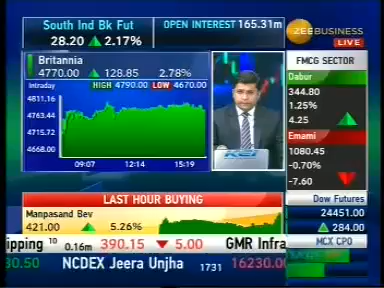 South Ind Bk Fut
28.20 2.17%
OPEN INTEREST 165.31m
ZEE BUSINESS
LIVE
Britannia
4770.00 128.85 2.78%
Intraday HIGH 4790.00 LOW 4670.00
4811.16
4763.44
4715.72
4668.00
09:07 12:14 15:19
FMCG SECTOR
Dabur
344.80
1.25%
4.25
Emami
1080.45
-0.70%
-7.60
LAST HOUR BUYING
Manpasand Bev
421.00 5.26%
Dow Futures
24451.00
284.00
MCX CPO
ipping 10 0.16m 390.15 5.00 GMR Infra
30.50 NCDEX Jeera Unjha 1731 16230.0